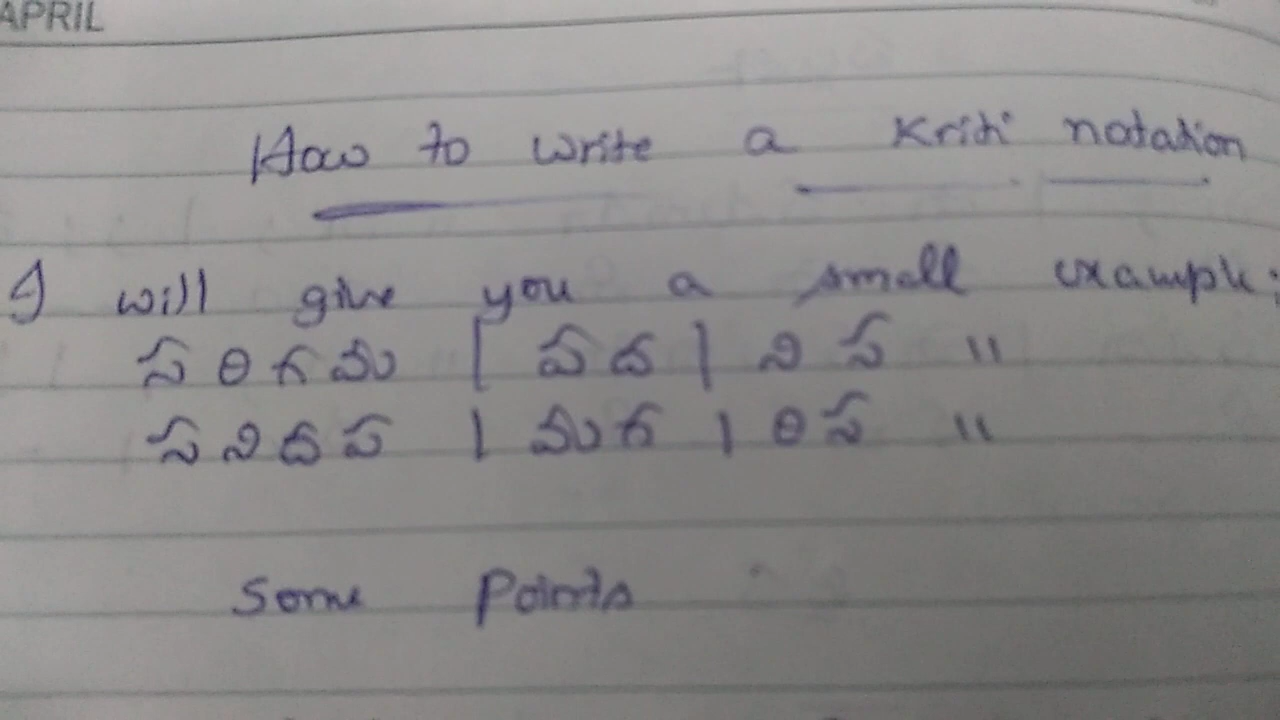 APRIL
How to write a Kriti notation
I will give you a small example:
స రి గ మ | ప ద | ని స ||
స ని ద ప | మ గ | రి స ||
Some Points